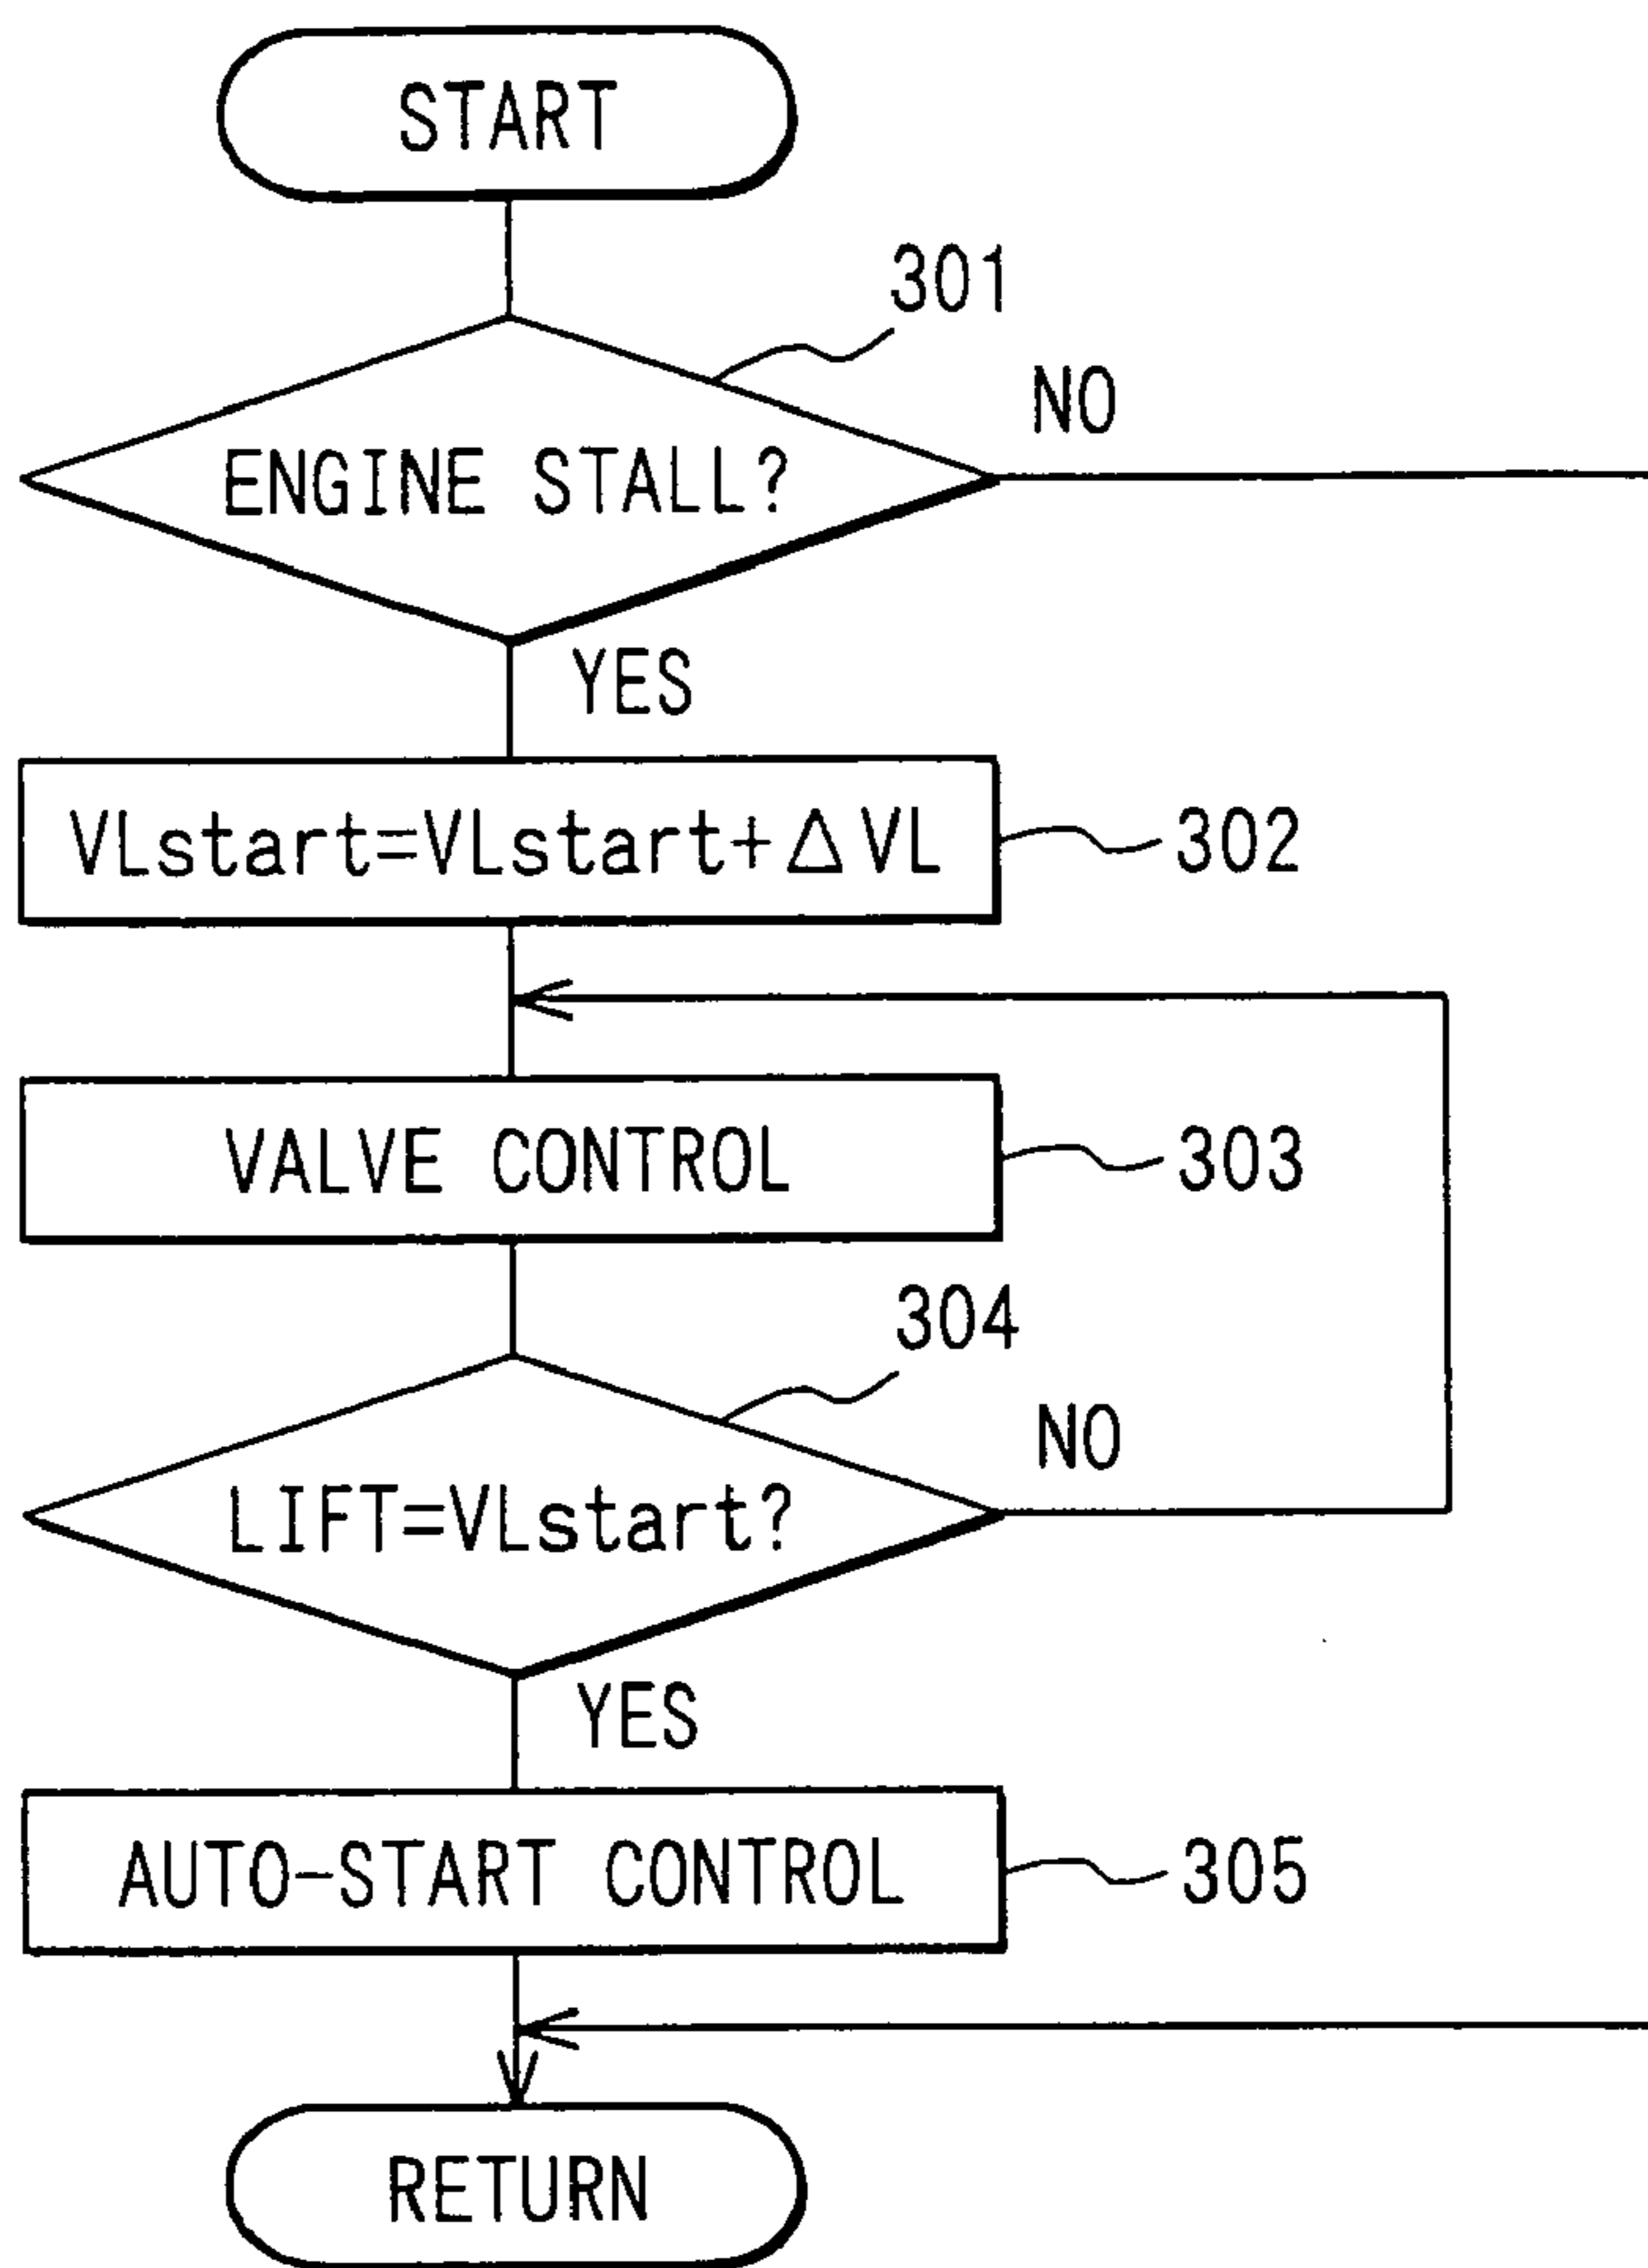 START
301
NO
ENGINE STALL?
YES
VLstart=VLstart+△VL
302
VALVE CONTROL
303
304
NO
LIFT=VLstart?
YES
AUTO-START CONTROL
305
RETURN